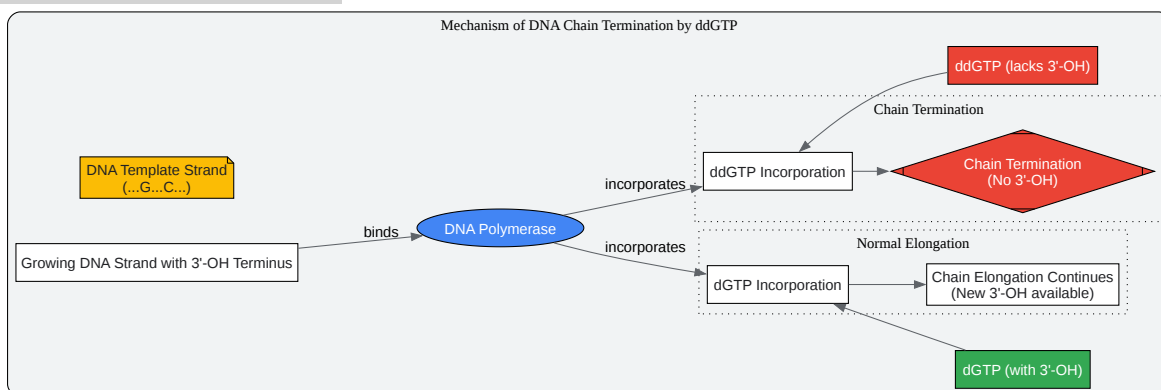 Mechanism of DNA Chain Termination by ddGTP
ddGTP (lacks 3'-OH)
Chain Termination
DNA Template Strand
(...G...C...)
ddGTP Incorporation
Chain Termination
(No 3'-OH)
incorporates
binds
DNA Polymerase
Growing DNA Strand with 3'-OH Terminus
incorporates
Normal Elongation
dGTP Incorporation
Chain Elongation Continues
(New 3'-OH available)
dGTP (with 3'-OH)